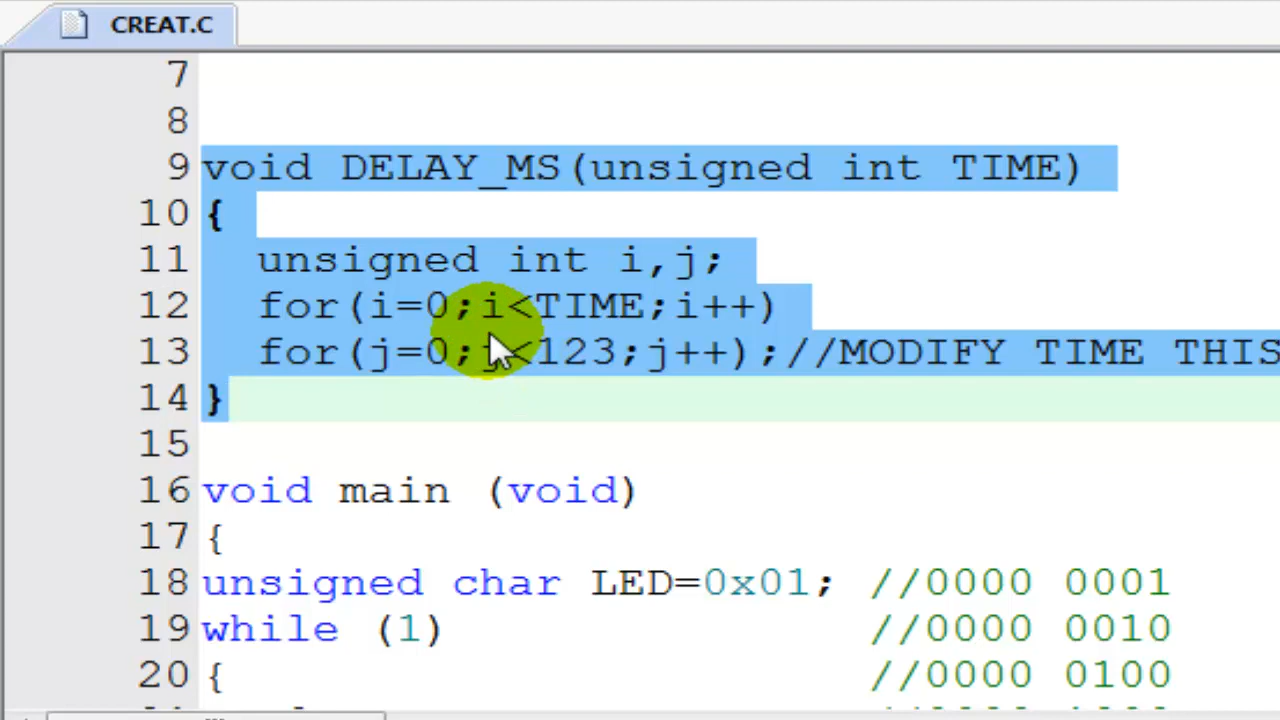 CREAT.C
7
8
9 void DELAY_MS(unsigned int TIME)
10 {
11 unsigned int i,j;
12 for(i=0;i<TIME;i++)
13 for(j=0;j<123;j++);//MODIFY TIME THIS
14 }
15
16 void main (void)
17 {
18 unsigned char LED=0x01; //0000 0001
19 while (1) //0000 0010
20 { //0000 0100